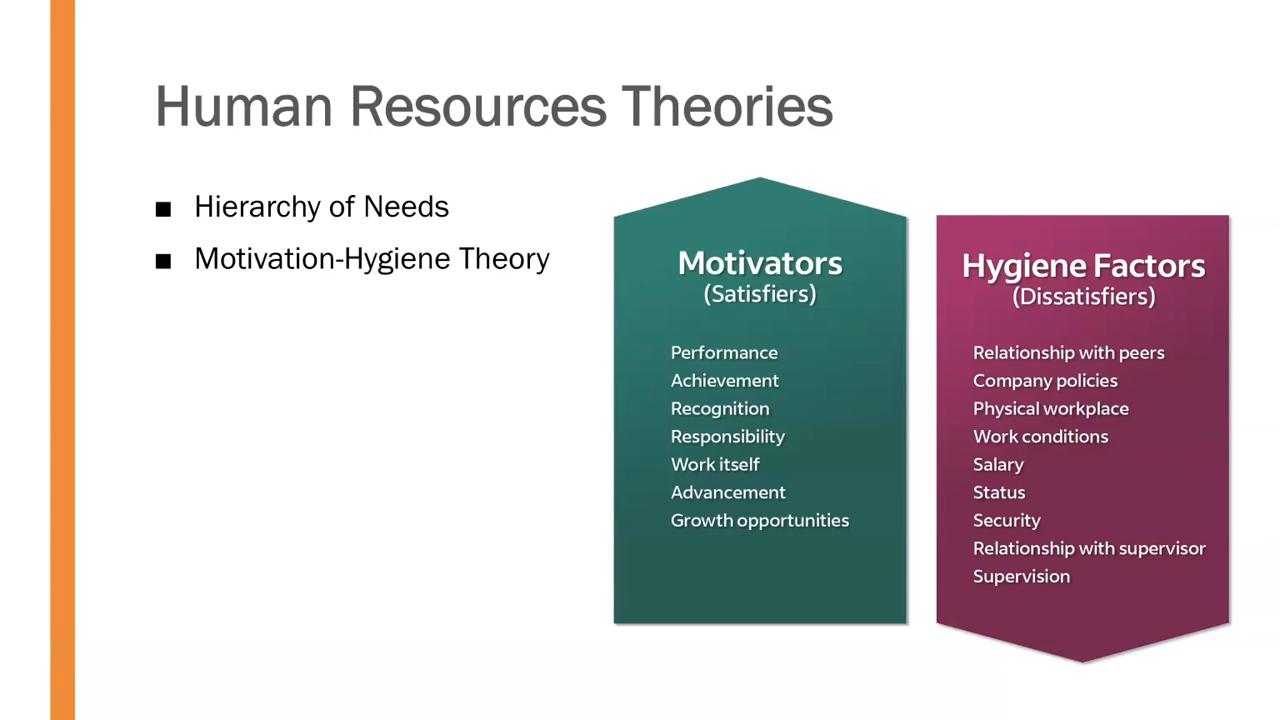 Human Resources Theories
■ Hierarchy of Needs
■ Motivation-Hygiene Theory
Motivators
(Satisfiers)
Performance
Achievement
Recognition
Responsibility
Work itself
Advancement
Growth opportunities
Hygiene Factors
(Dissatisfiers)
Relationship with peers
Company policies
Physical workplace
Work conditions
Salary
Status
Security
Relationship with supervisor
Supervision